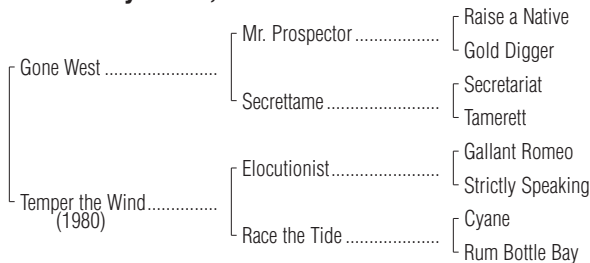 Raise a Native
Mr. Prospector ..................
Gold Digger
Gone West ........................
Secretariat
Secrettame ........................
Tamerett
Gallant Romeo
Elocutionist.......................
Strictly Speaking
Temper the Wind...............
(1980)
Cyane
Race the Tide ....................
Rum Bottle Bay